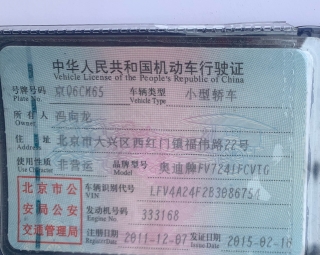 中华人民共和国机动车行驶证
Vehicle License of the People's Republic of China
号牌号码 京Q6CM65 车辆类型 小型轿车
Plate No. Vehicle Type
所有人 冯向龙
Owner
住址 北京市大兴区西红门镇福伟路22号
Address
使用性质 非营运 品牌型号 奥迪牌FV7241FCVTG
Use Character Model
北京市公 车辆识别代号 LFV4A24F2B3086754
VIN
安局公安 发动机号码 333168
Engine No.
交通管理局 注册日期 2011-12-07 发证日期 2015-02-16
Register Date Issue Date